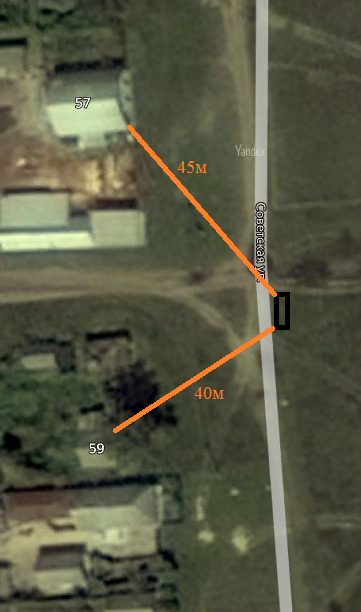 57
45м
Yandex
Советская ул.
40м
59